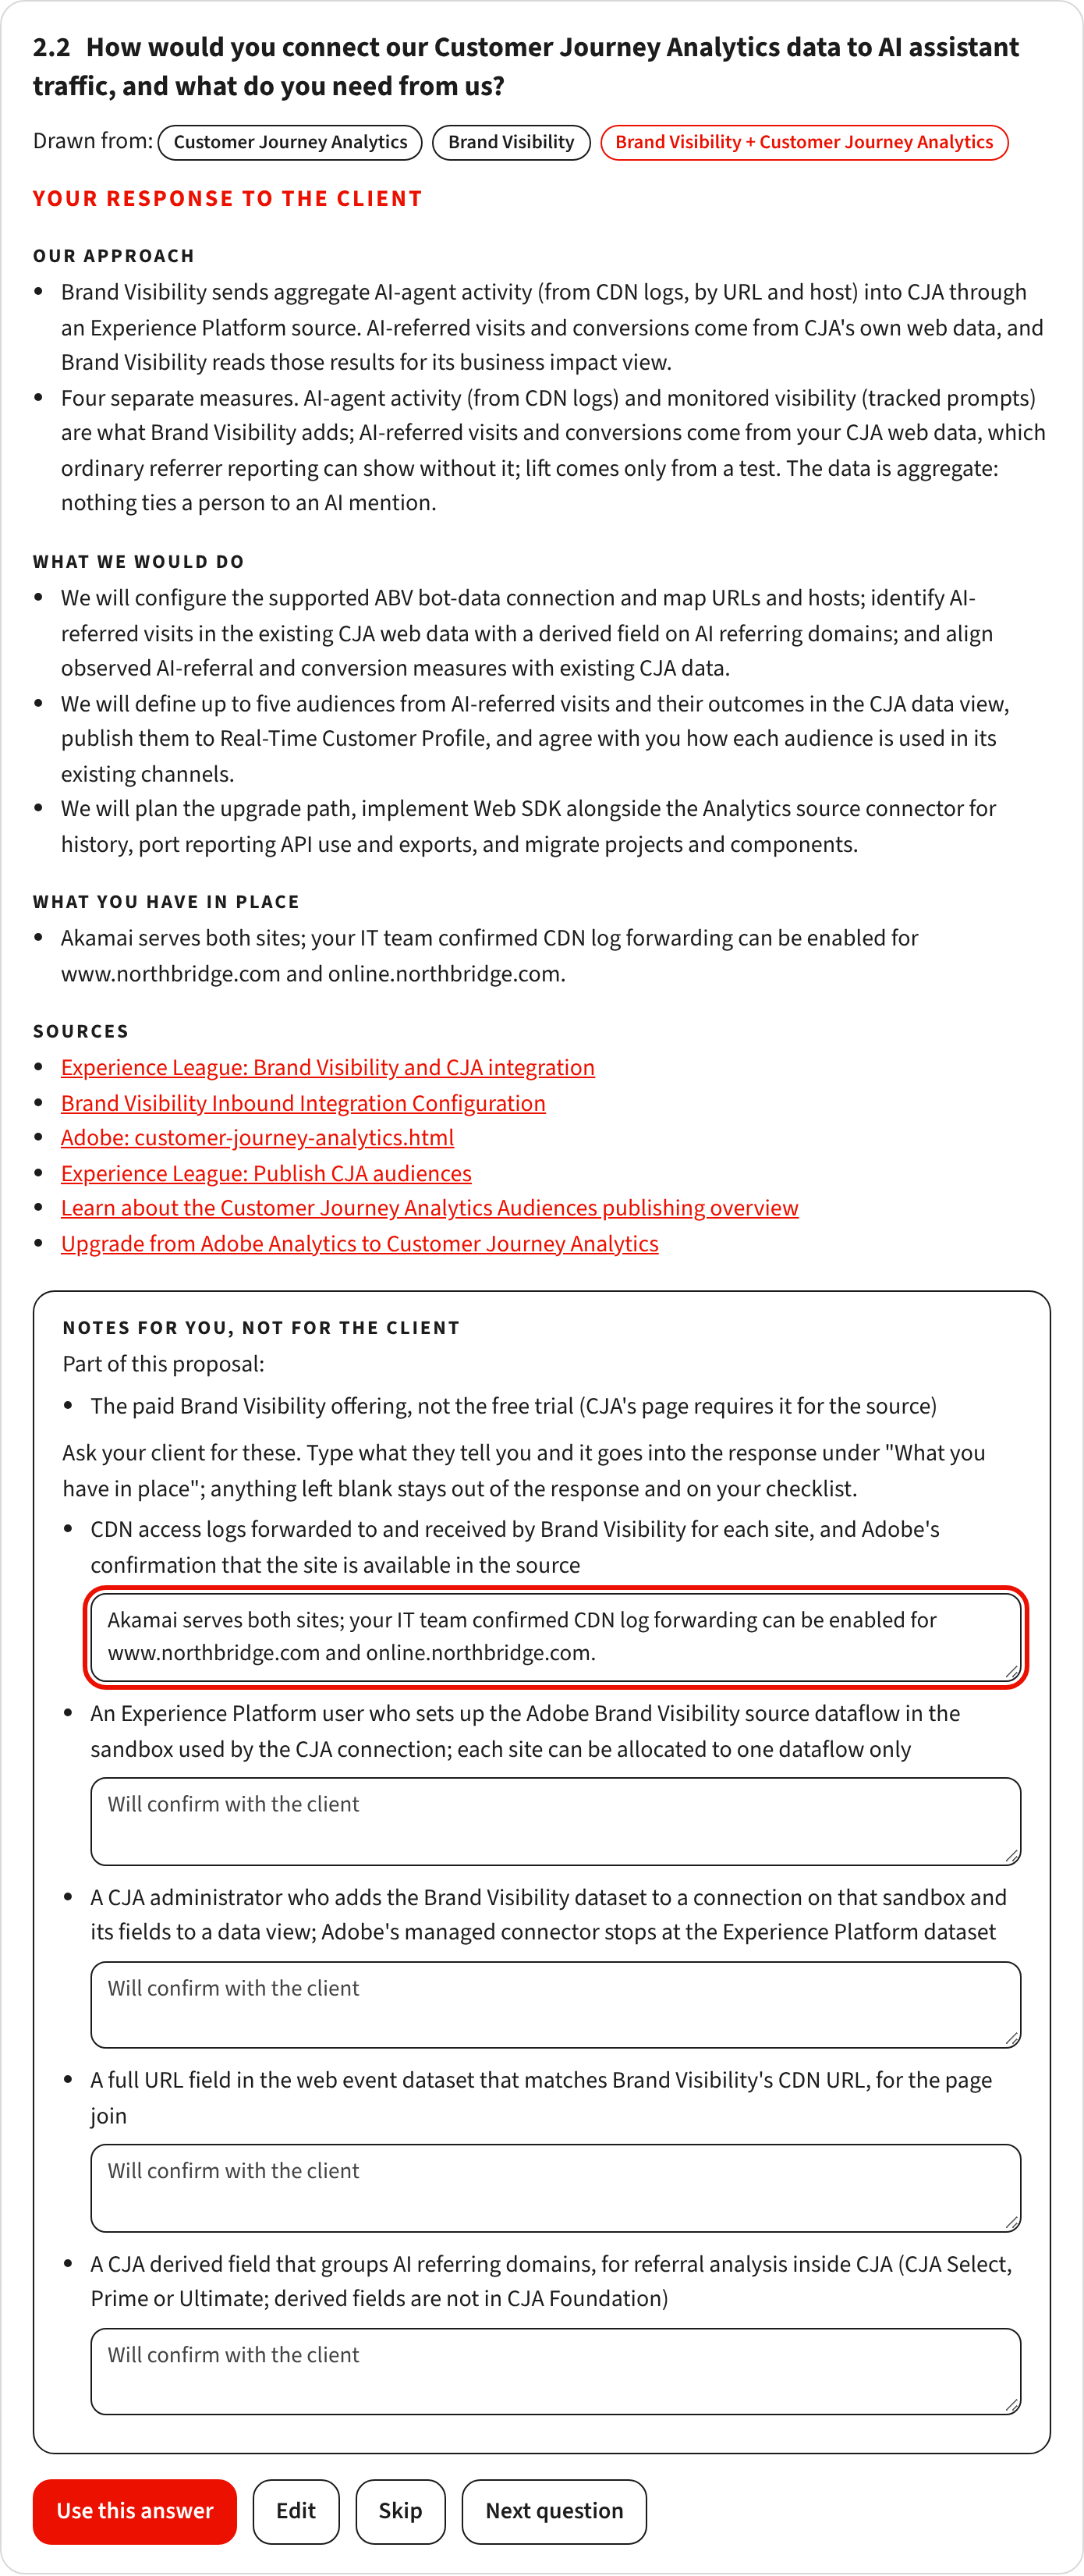 2.2 How would you connect our Customer Journey Analytics data to AI assistant
traffic, and what do you need from us?
Drawn from: Customer Journey Analytics Brand Visibility Brand Visibility + Customer Journey Analytics
YOUR RESPONSE TO THE CLIENT
OUR APPROACH
• Brand Visibility sends aggregate AI-agent activity (from CDN logs, by URL and host) into CJA through
an Experience Platform source. AI-referred visits and conversions come from CJA's own web data, and
Brand Visibility reads those results for its business impact view.
• Four separate measures. AI-agent activity (from CDN logs) and monitored visibility (tracked prompts)
are what Brand Visibility adds; AI-referred visits and conversions come from your CJA web data, which
ordinary referrer reporting can show without it; lift comes only from a test. The data is aggregate:
nothing ties a person to an AI mention.
WHAT WE WOULD DO
• We will configure the supported ABV bot-data connection and map URLs and hosts; identify AI-
referred visits in the existing CJA web data with a derived field on AI referring domains; and align
observed AI-referral and conversion measures with existing CJA data.
• We will define up to five audiences from AI-referred visits and their outcomes in the CJA data view,
publish them to Real-Time Customer Profile, and agree with you how each audience is used in its
existing channels.
• We will plan the upgrade path, implement Web SDK alongside the Analytics source connector for
history, port reporting API use and exports, and migrate projects and components.
WHAT YOU HAVE IN PLACE
• Akamai serves both sites; your IT team confirmed CDN log forwarding can be enabled for
www.northbridge.com and online.northbridge.com.
SOURCES
• Experience League: Brand Visibility and CJA integration
• Brand Visibility Inbound Integration Configuration
• Adobe: customer-journey-analytics.html
• Experience League: Publish CJA audiences
• Learn about the Customer Journey Analytics Audiences publishing overview
• Upgrade from Adobe Analytics to Customer Journey Analytics
NOTES FOR YOU, NOT FOR THE CLIENT
Part of this proposal:
• The paid Brand Visibility offering, not the free trial (CJA's page requires it for the source)
Ask your client for these. Type what they tell you and it goes into the response under "What you
have in place"; anything left blank stays out of the response and on your checklist.
• CDN access logs forwarded to and received by Brand Visibility for each site, and Adobe's
confirmation that the site is available in the source
Akamai serves both sites; your IT team confirmed CDN log forwarding can be enabled for
www.northbridge.com and online.northbridge.com.
• An Experience Platform user who sets up the Adobe Brand Visibility source dataflow in the
sandbox used by the CJA connection; each site can be allocated to one dataflow only
Will confirm with the client
• A CJA administrator who adds the Brand Visibility dataset to a connection on that sandbox and
its fields to a data view; Adobe's managed connector stops at the Experience Platform dataset
Will confirm with the client
• A full URL field in the web event dataset that matches Brand Visibility's CDN URL, for the page
join
Will confirm with the client
• A CJA derived field that groups AI referring domains, for referral analysis inside CJA (CJA Select,
Prime or Ultimate; derived fields are not in CJA Foundation)
Will confirm with the client
Use this answer Edit Skip Next question